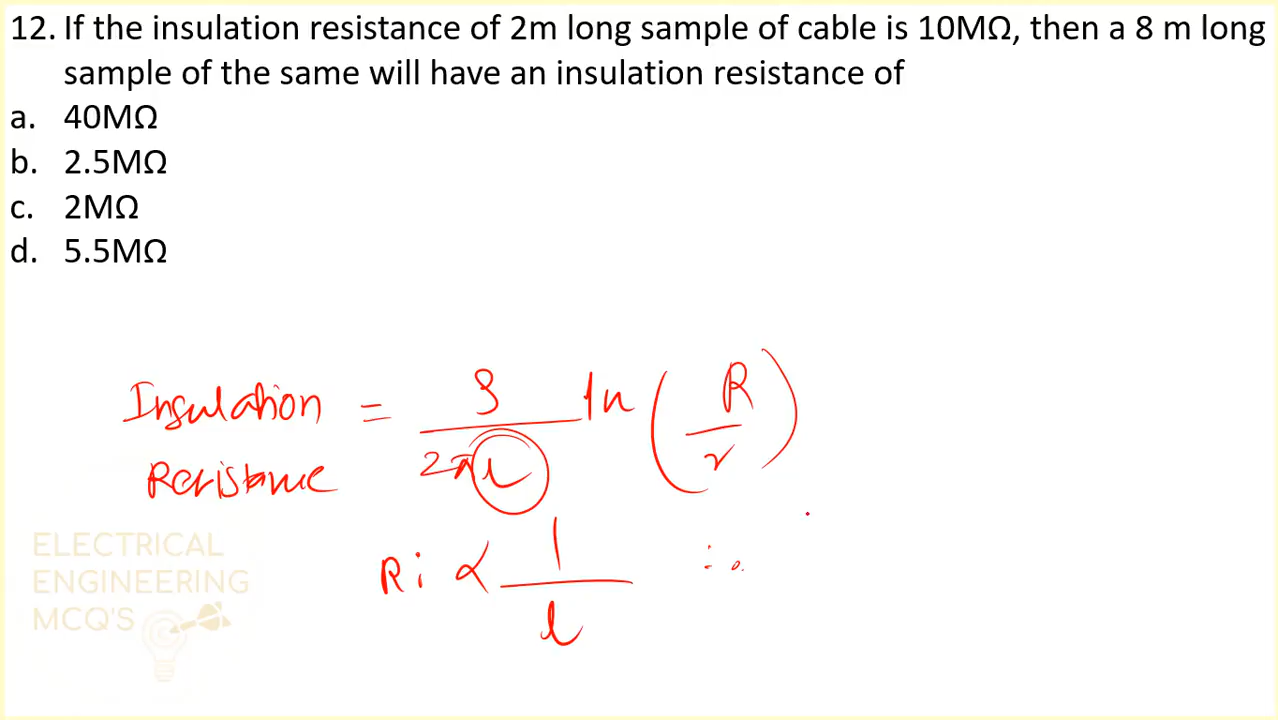 12. If the insulation resistance of 2m long sample of cable is 10MΩ, then a 8 m long
sample of the same will have an insulation resistance of
a. 40MΩ
b. 2.5MΩ
c. 2MΩ
d. 5.5MΩ
Insulation Resistance = ρ/2πl ln (R/r)
ELECTRICAL
ENGINEERING
MCQ'S
Ri ∝ 1/l ∴